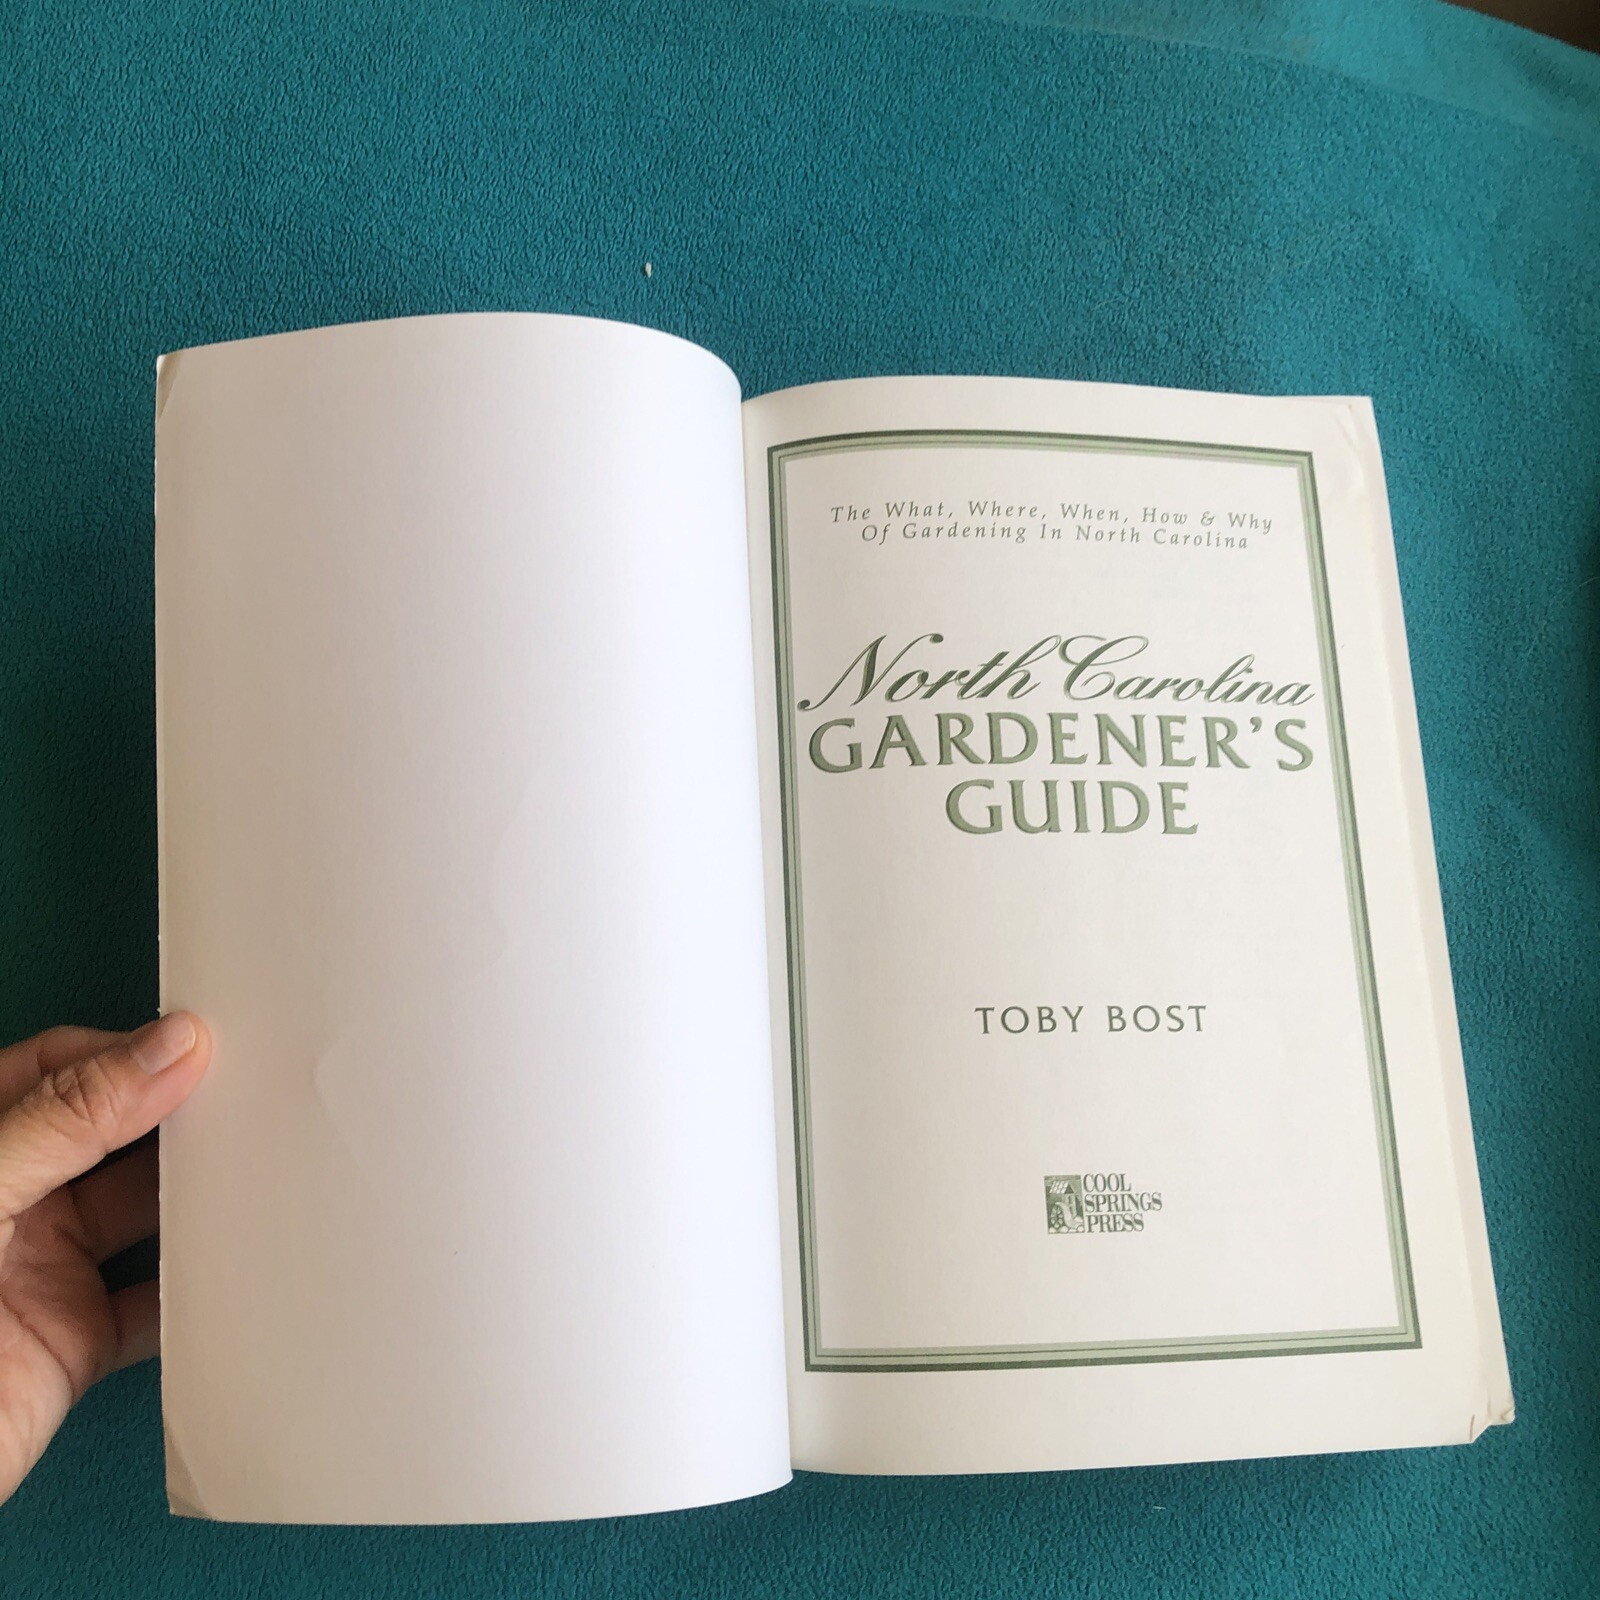 The What, Where, When, How & Why
Of Gardening In North Carolina
North Carolina
GARDENER'S
GUIDE
TOBY BOST
COOL
SPRINGS
PRESS